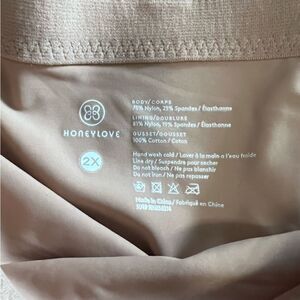 HONEYLOVE
2X
BODY/CORPS
75% Nylon, 25% Spandex / Élasthanne
LINING/DOUBLURE
81% Nylon, 19% Spandex / Élasthanne
GUSSET/GOUSSET
100% Cotton / Coton
Hand wash cold / Laver à la main a l'eau froide
Line dry / Suspendre pour secher
Do not bleach / Ne pas blanchir
Do not iron / Ne pas repasser
Made in China / Fabriqué en China